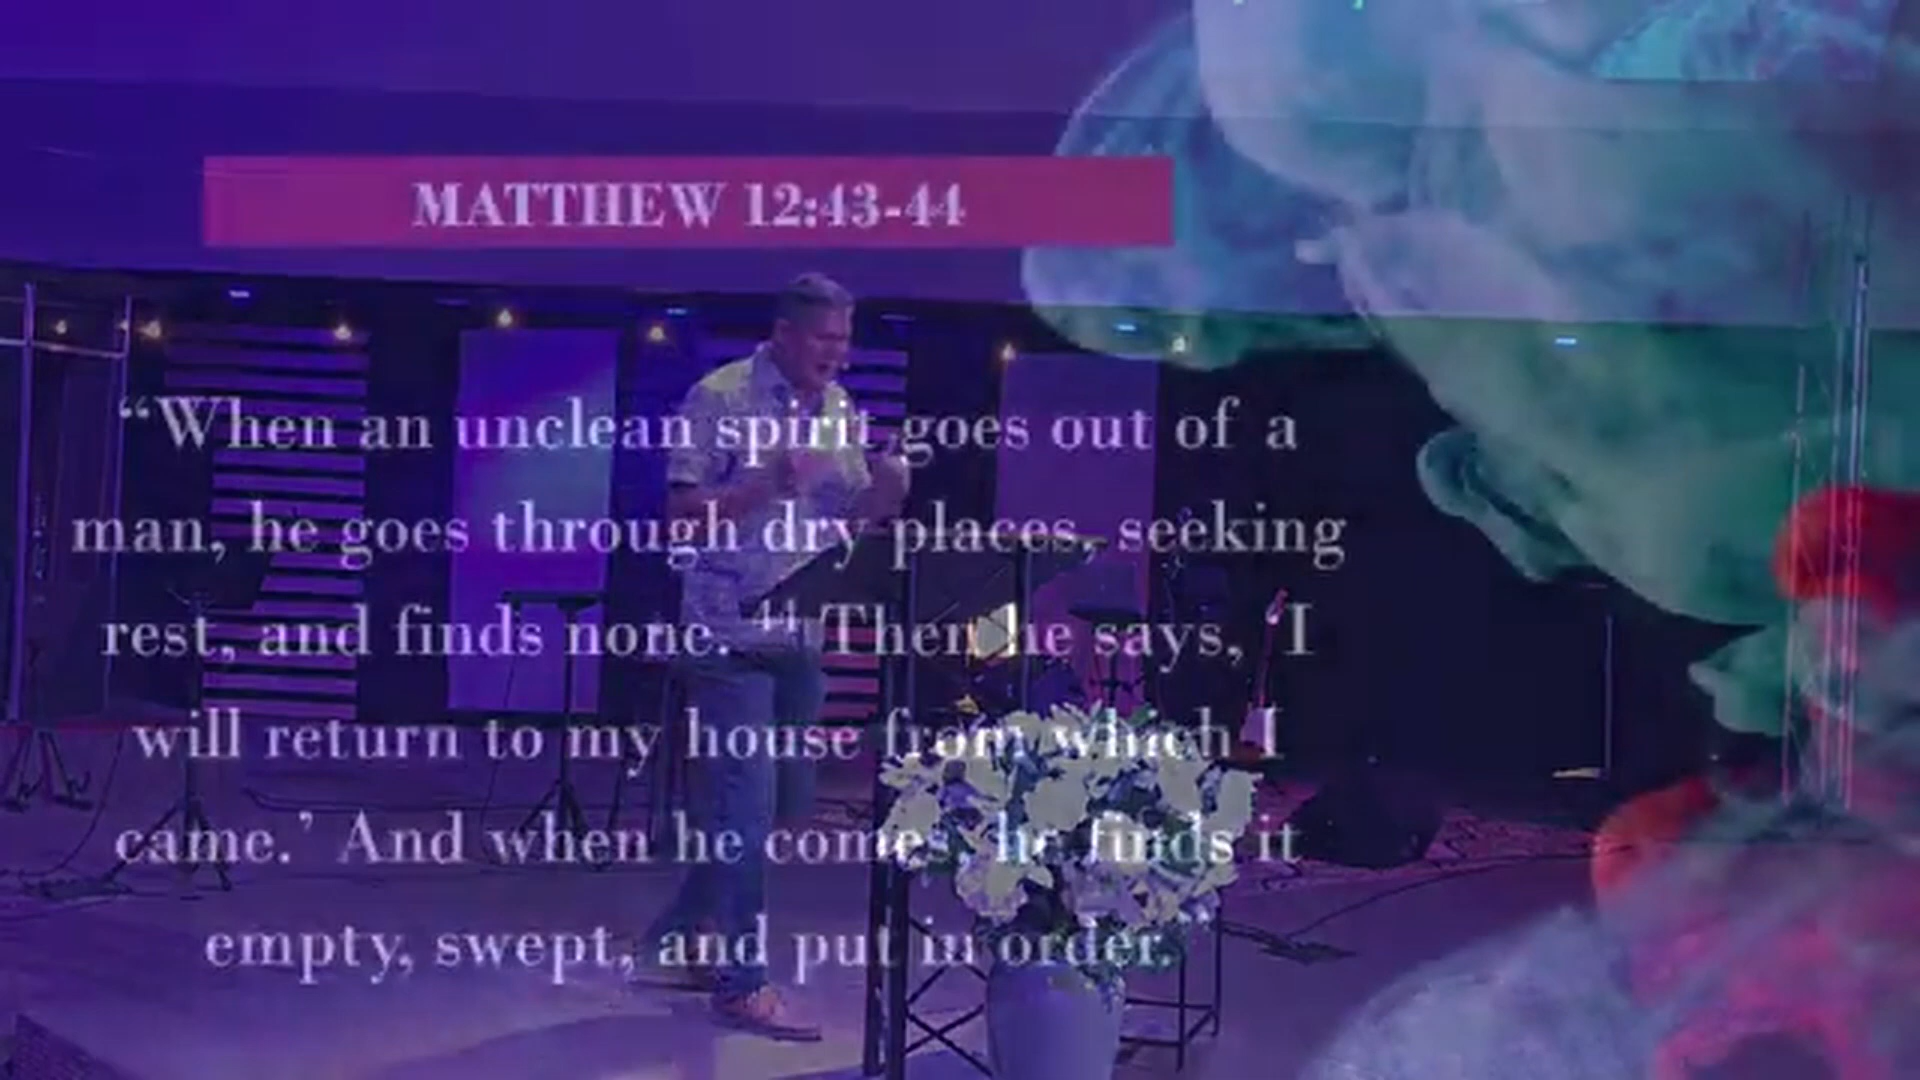 MATTHEW 12:43-44
“When an unclean spirit goes out of a
man, he goes through dry places, seeking
rest, and finds none. 44 Then he says, ‘I
will return to my house from which I
came.’ And when he comes, he finds it
empty, swept, and put in order.